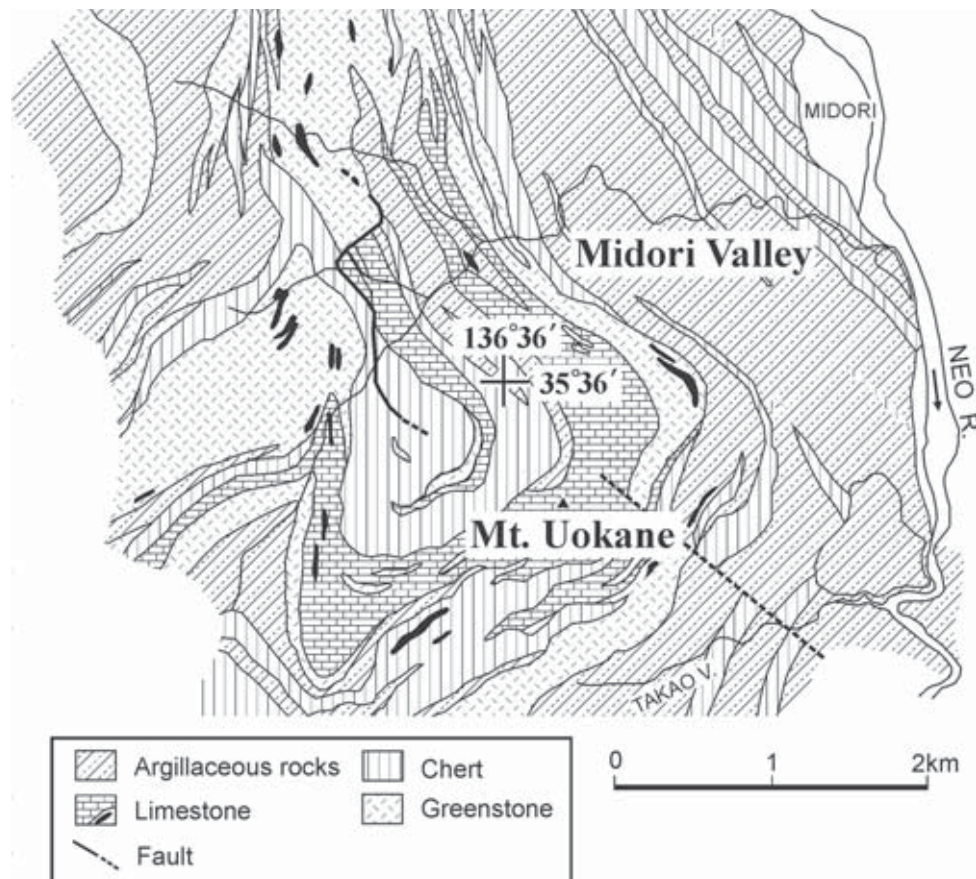 MIDORI
Midori Valley
136°36′
35°36′
NEO R.
Mt. Uokane
TAKAO V.
Argillaceous rocks
Chert
Limestone
Greenstone
Fault
0 1 2km